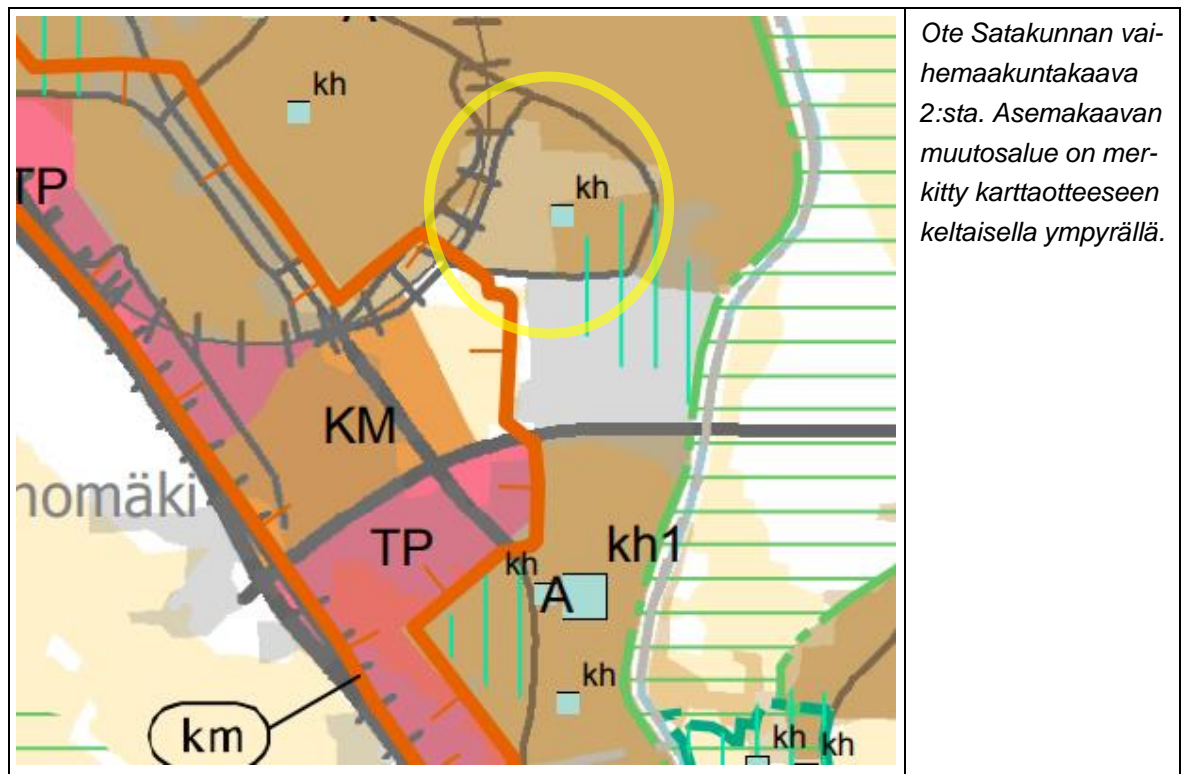 A
kh
kh
TP
KM
nomäki
TP
kh
kh1
A
kh
km
kh
kh
Ote Satakunnan vai-
hemaakuntakaava
2:sta. Asemakaavan
muutosalue on mer-
kitty karttaotteeseen
keltaisella ympyrällä.